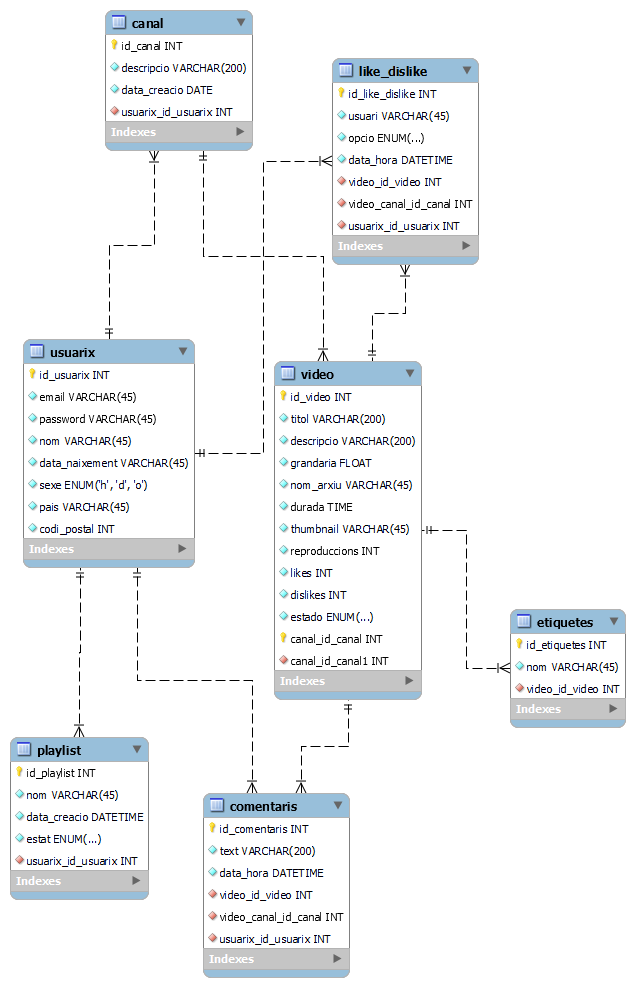 canal
id_canal INT
descripcio VARCHAR(200)
data_creacio DATE
usuarix_id_usuarix INT
Indexes
like_dislike
id_like_dislike INT
usuari VARCHAR(45)
opcio ENUM(...)
data_hora DATETIME
video_id_video INT
video_canal_id_canal INT
usuarix_id_usuarix INT
Indexes
usuarix
id_usuarix INT
email VARCHAR(45)
password VARCHAR(45)
nom VARCHAR(45)
data_naixement VARCHAR(45)
sexe ENUM('h', 'd', 'o')
pais VARCHAR(45)
codi_postal INT
Indexes
video
id_video INT
titol VARCHAR(200)
descripcio VARCHAR(200)
grandaria FLOAT
nom_arxiu VARCHAR(45)
durada TIME
thumbnail VARCHAR(45)
reproduccions INT
likes INT
dislikes INT
estado ENUM(...)
canal_id_canal INT
canal_id_canal1 INT
Indexes
etiquetes
id_etiquetes INT
nom VARCHAR(45)
video_id_video INT
Indexes
playlist
id_playlist INT
nom VARCHAR(45)
data_creacio DATETIME
estat ENUM(...)
usuarix_id_usuarix INT
Indexes
comentaris
id_comentaris INT
text VARCHAR(200)
data_hora DATETIME
video_id_video INT
video_canal_id_canal INT
usuarix_id_usuarix INT
Indexes